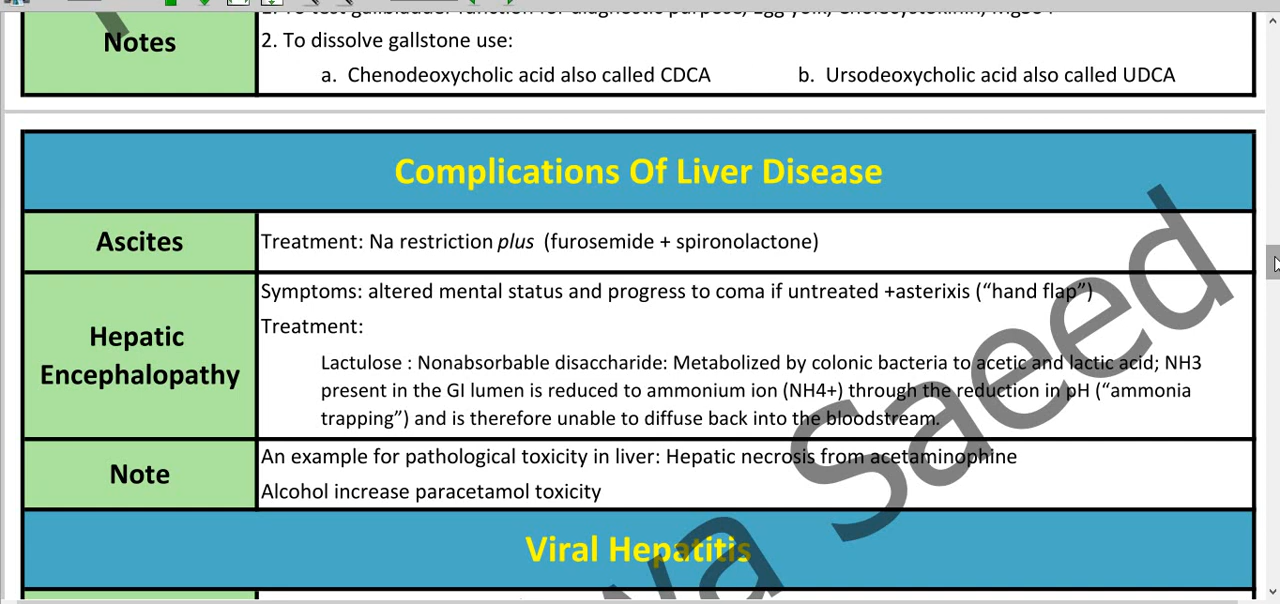 Notes
2. To dissolve gallstone use:
a. Chenodeoxycholic acid also called CDCA b. Ursodeoxycholic acid also called UDCA
Complications Of Liver Disease
Ascites
Treatment: Na restriction plus (furosemide + spironolactone)
Hepatic
Encephalopathy
Symptoms: altered mental status and progress to coma if untreated +asterixis (“hand flap”)
Treatment:
Lactulose : Nonabsorbable disaccharide: Metabolized by colonic bacteria to acetic and lactic acid; NH3
present in the GI lumen is reduced to ammonium ion (NH4+) through the reduction in pH (“ammonia
trapping”) and is therefore unable to diffuse back into the bloodstream.
Note
An example for pathological toxicity in liver: Hepatic necrosis from acetaminophine
Alcohol increase paracetamol toxicity
Viral Hepatitis
Saeed